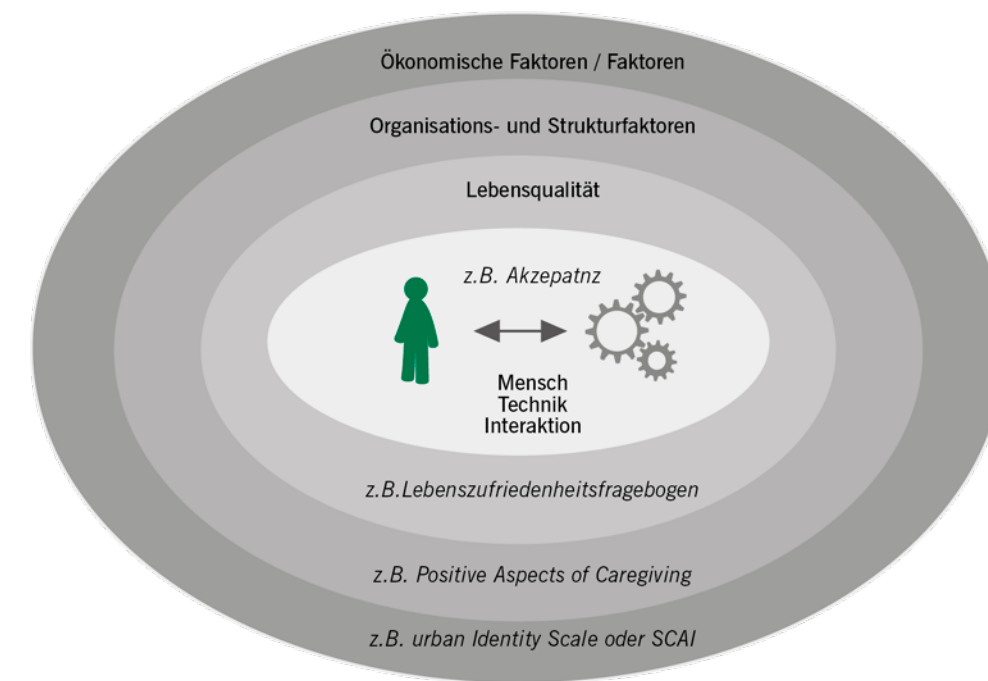 Ökonomische Faktoren / Faktoren
Organisations- und Strukturfaktoren
Lebensqualität
z.B. Akzepatnz
Mensch
Technik
Interaktion
z.B.Lebenszufriedenheitsfragebogen
z.B. Positive Aspects of Caregiving
z.B. urban Identity Scale oder SCAI